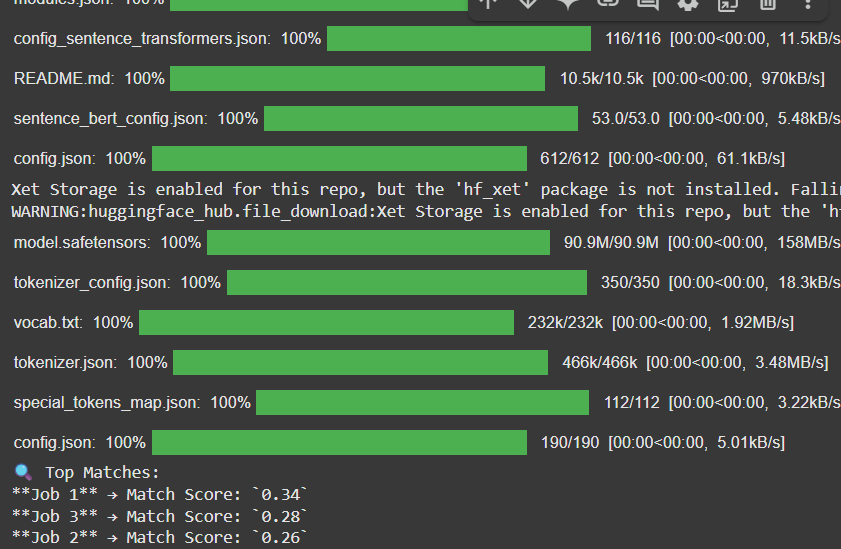 modules.json: 100%
config_sentence_transformers.json: 100% 116/116 [00:00<00:00, 11.5kB/s
README.md: 100% 10.5k/10.5k [00:00<00:00, 970kB/s]
sentence_bert_config.json: 100% 53.0/53.0 [00:00<00:00, 5.48kB/s
config.json: 100% 612/612 [00:00<00:00, 61.1kB/s]
Xet Storage is enabled for this repo, but the 'hf_xet' package is not installed.
WARNING:huggingface_hub.file_download:Xet Storage is enabled for this repo, but the
model.safetensors: 100% 90.9M/90.9M [00:00<00:00, 158MB/s
tokenizer_config.json: 100% 350/350 [00:00<00:00, 18.3kB/s
vocab.txt: 100% 232k/232k [00:00<00:00, 1.92MB/s]
tokenizer.json: 100% 466k/466k [00:00<00:00, 3.48MB/s]
special_tokens_map.json: 100% 112/112 [00:00<00:00, 3.22kB/s
config.json: 100% 190/190 [00:00<00:00, 5.01kB/s]
🔍 Top Matches:
**Job 1** → Match Score: `0.34`
**Job 3** → Match Score: `0.28`
**Job 2** → Match Score: `0.26`